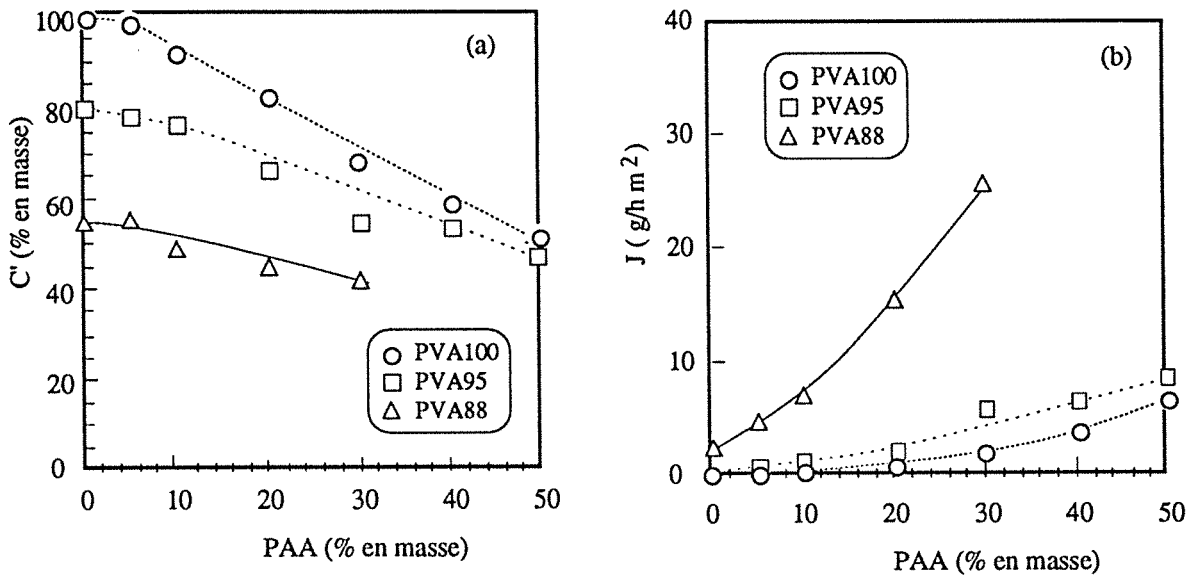 (a)
C' (% en masse)
100
80
60
40
20
0
PVA100
PVA95
PVA88
0 10 20 30 40 50
PAA (% en masse)
(b)
J ( g/h m 2 )
40
30
20
10
0
PVA100
PVA95
PVA88
0 10 20 30 40 50
PAA (% en masse)